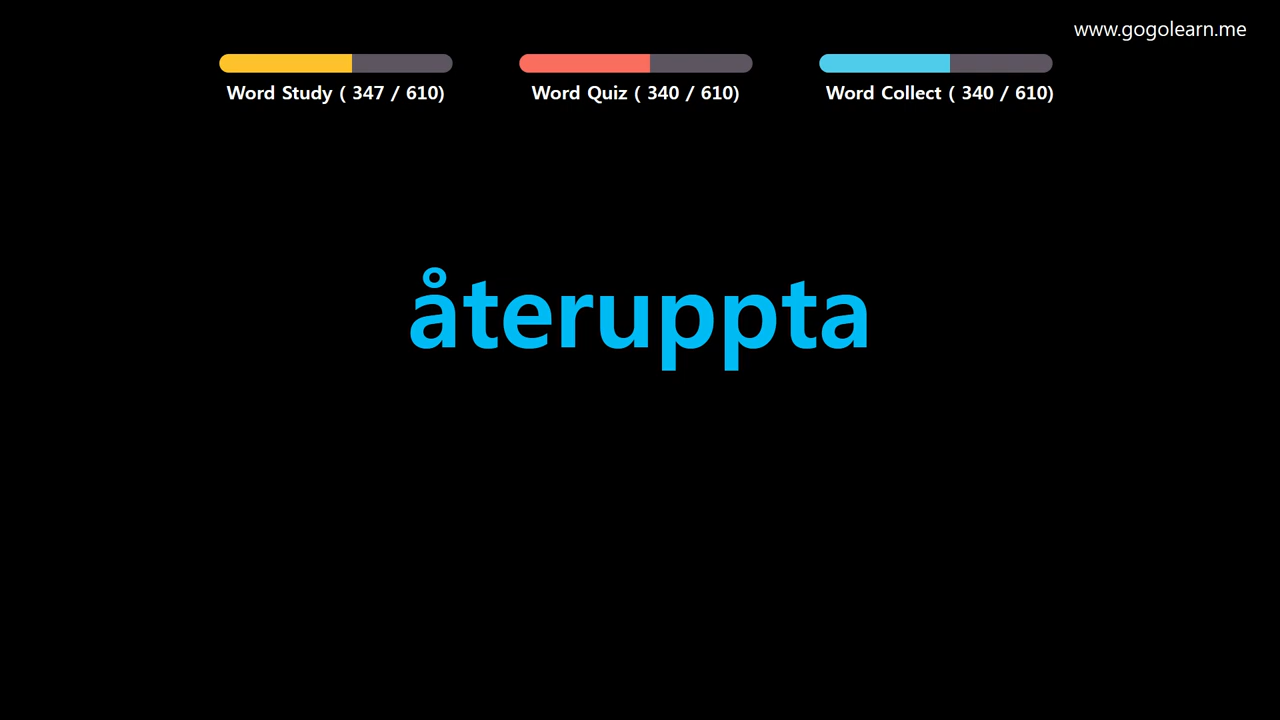 www.gogolearn.me
Word Study ( 347 / 610)
Word Quiz ( 340 / 610)
Word Collect ( 340 / 610)
återuppta